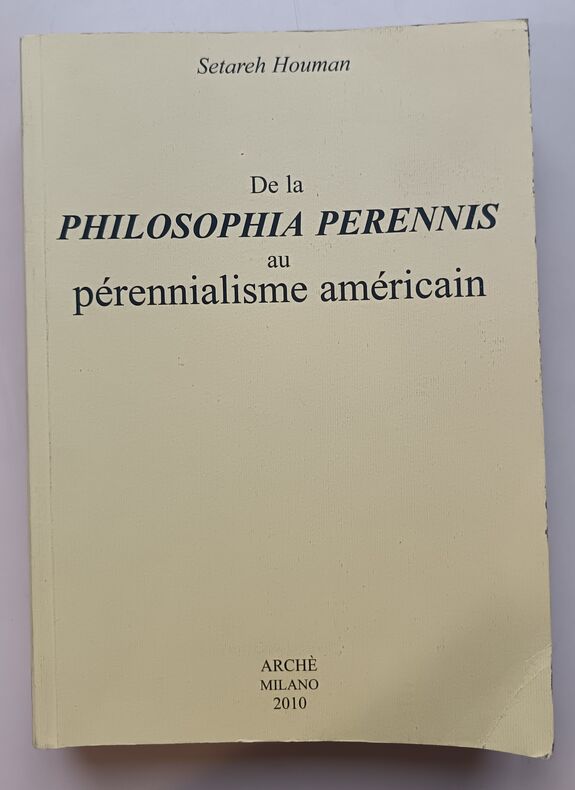 Setareh Houman
De la
PHILOSOPHIA PERENNIS
au
pérennialisme américain
ARCHÈ
MILANO
2010